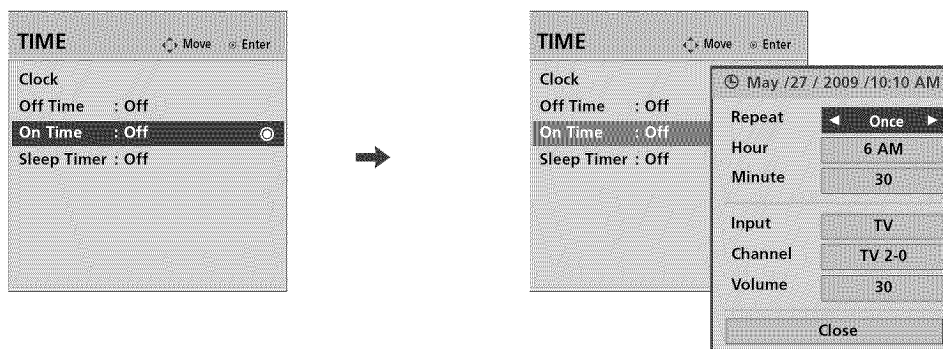 TIME Move Enter
Clock
Off Time : Off
On Time : Off
Sleep Timer : Off
TIME Move Enter
Clock
Off Time : Off
On Time : Off
Sleep Timer : Off
May /27 / 2009 /10:10 AM
Repeat ◄ Once ►
Hour 6 AM
Minute 30
Input TV
Channel TV 2-0
Volume 30
Close